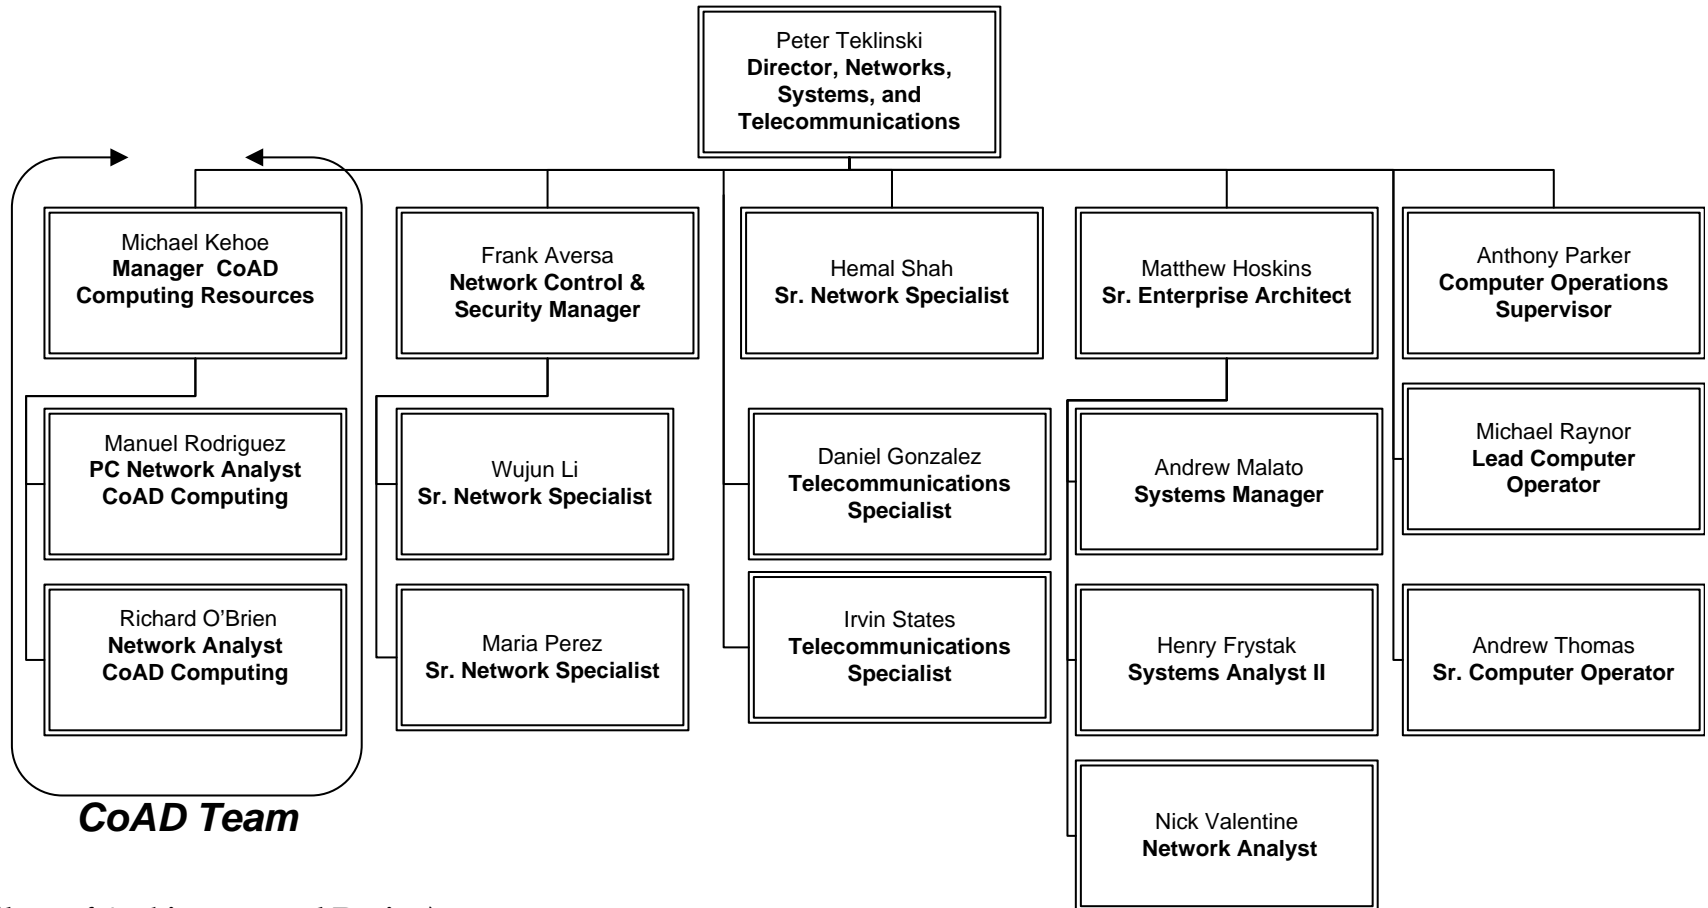 Peter Teklinski
Director, Networks,
Systems, and
Telecommunications
Michael Kehoe
Manager CoAD
Computing Resources
Frank Aversa
Network Control &
Security Manager
Hemal Shah
Sr. Network Specialist
Matthew Hoskins
Sr. Enterprise Architect
Anthony Parker
Computer Operations
Supervisor
Manuel Rodriguez
PC Network Analyst
CoAD Computing
Wujun Li
Sr. Network Specialist
Daniel Gonzalez
Telecommunications
Specialist
Andrew Malato
Systems Manager
Michael Raynor
Lead Computer
Operator
Richard O’Brien
Network Analyst
CoAD Computing
Maria Perez
Sr. Network Specialist
Irvin States
Telecommunications
Specialist
Henry Frystak
Systems Analyst II
Andrew Thomas
Sr. Computer Operator
CoAD Team
Nick Valentine
Network Analyst